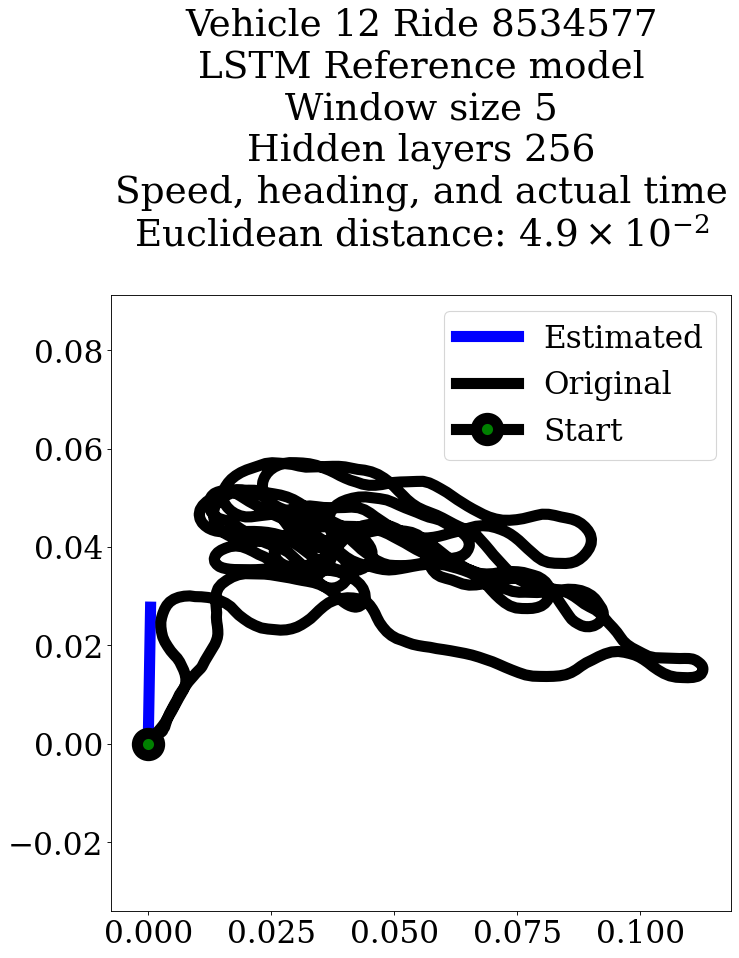 Vehicle 12 Ride 8534577
LSTM Reference model
Window size 5
Hidden layers 256
Speed, heading, and actual time
Euclidean distance: 4.9 × 10⁻²
Estimated
Original
Start
0.08
0.06
0.04
0.02
0.00
−0.02
0.000 0.025 0.050 0.075 0.100